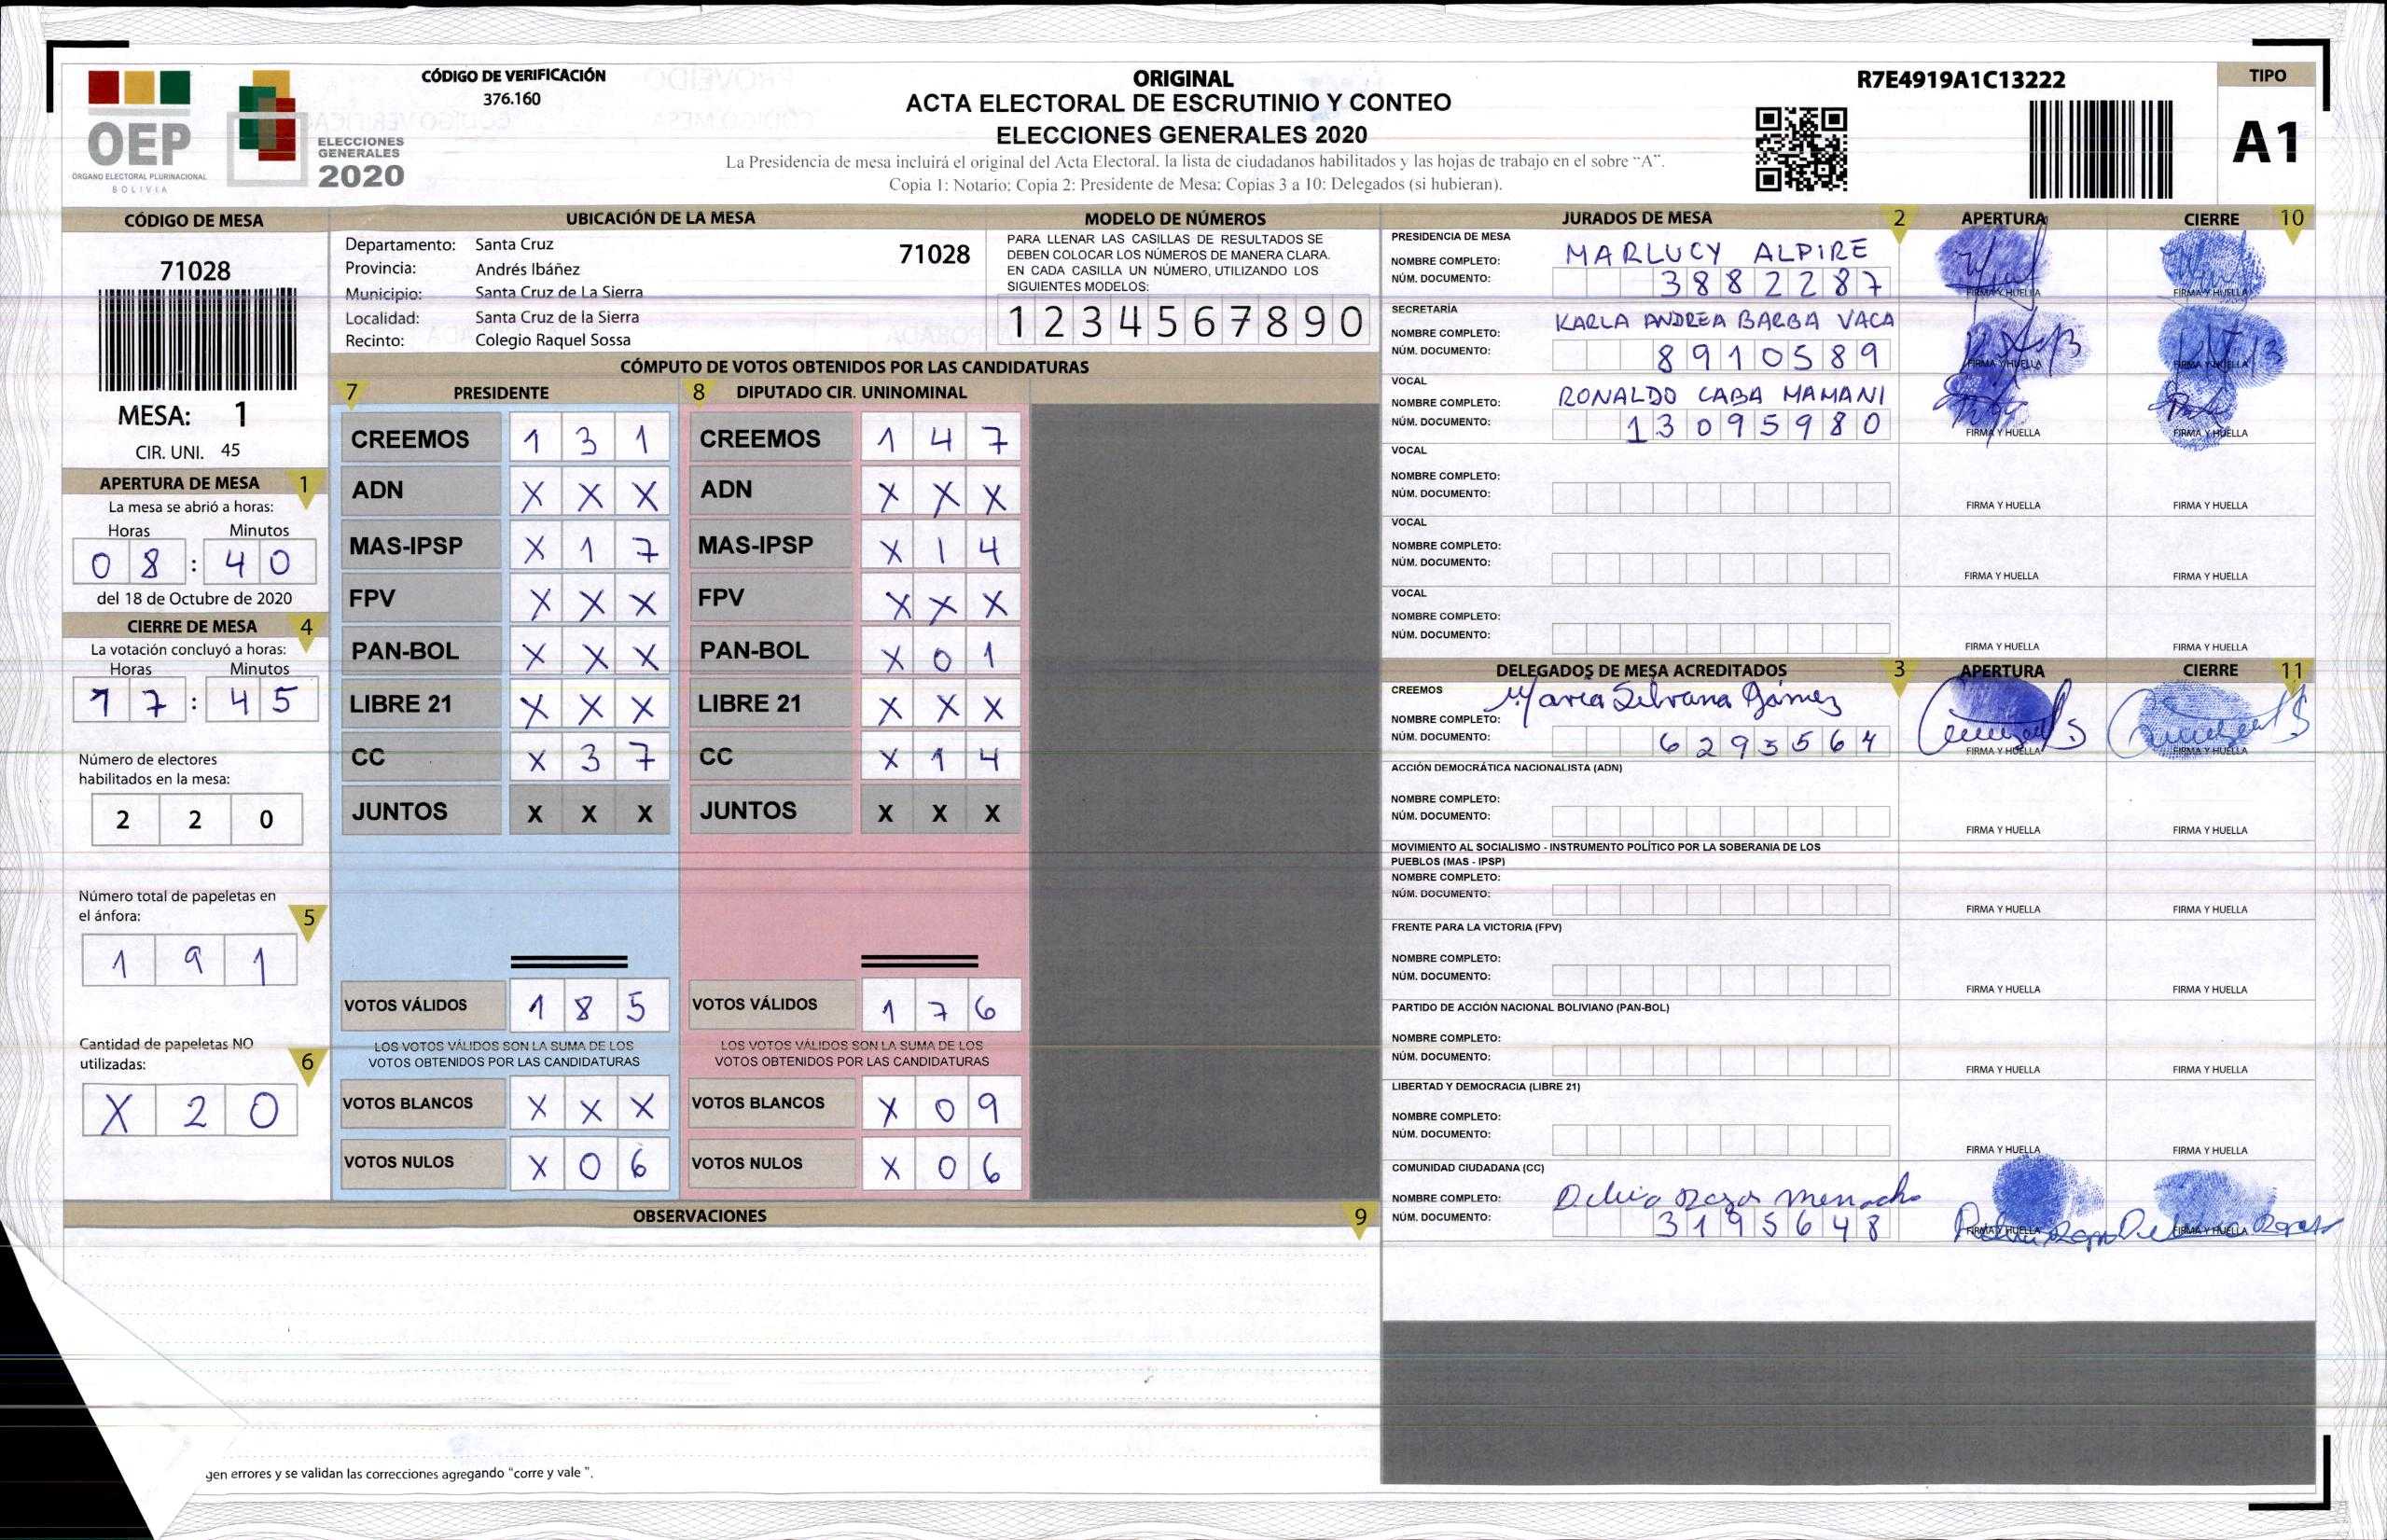 CÓDIGO DE VERIFICACIÓN
376.160
OEP
ÓRGANO ELECTORAL PLURINACIONAL
BOLIVIA
ELECCIONES
GENERALES
2020
ORIGINAL
ACTA ELECTORAL DE ESCRUTINIO Y CONTEO
ELECCIONES GENERALES 2020
La Presidencia de mesa incluirá el original del Acta Electoral. la lista de ciudadanos habilitados y las hojas de trabajo en el sobre "A".
Copia 1: Notario; Copia 2: Presidente de Mesa; Copias 3 a 10: Delegados (si hubieran).
R7E4919A1C13222
TIPO
A1
CÓDIGO DE MESA
71028
MESA: 1
CIR. UNI. 45
APERTURA DE MESA 1
La mesa se abrió a horas:
Horas Minutos
0 8 : 4 0
del 18 de Octubre de 2020
CIERRE DE MESA 4
La votación concluyó a horas:
Horas Minutos
1 7 : 4 5
Número de electores
habilitados en la mesa:
2 2 0
Número total de papeletas en
el ánfora:
5
1 9 1
Cantidad de papeletas NO
utilizadas:
6
X 2 0
UBICACIÓN DE LA MESA
Departamento: Santa Cruz
71028
Provincia: Andrés Ibáñez
Municipio: Santa Cruz de La Sierra
Localidad: Santa Cruz de la Sierra
Recinto: Colegio Raquel Sossa
MODELO DE NÚMEROS
PARA LLENAR LAS CASILLAS DE RESULTADOS SE
DEBEN COLOCAR LOS NÚMEROS DE MANERA CLARA.
EN CADA CASILLA UN NÚMERO, UTILIZANDO LOS
SIGUIENTES MODELOS:
1 2 3 4 5 6 7 8 9 0
CÓMPUTO DE VOTOS OBTENIDOS POR LAS CANDIDATURAS
7 PRESIDENTE
CREEMOS 1 3 1
ADN X X X
MAS-IPSP X 1 7
FPV X X X
PAN-BOL X X X
LIBRE 21 X X X
CC X 3 7
JUNTOS X X X
VOTOS VÁLIDOS 1 8 5
LOS VOTOS VÁLIDOS SON LA SUMA DE LOS
VOTOS OBTENIDOS POR LAS CANDIDATURAS
VOTOS BLANCOS X X X
VOTOS NULOS X 0 6
8 DIPUTADO CIR. UNINOMINAL
CREEMOS 1 4 7
ADN X X X
MAS-IPSP X 1 4
FPV X X X
PAN-BOL X 0 1
LIBRE 21 X X X
CC X 1 4
JUNTOS X X X
VOTOS VÁLIDOS 1 7 6
LOS VOTOS VÁLIDOS SON LA SUMA DE LOS
VOTOS OBTENIDOS POR LAS CANDIDATURAS
VOTOS BLANCOS X 0 9
VOTOS NULOS X 0 6
OBSERVACIONES 9
gen errores y se validan las correcciones agregando "corre y vale ".
JURADOS DE MESA 2 APERTURA CIERRE 10
PRESIDENCIA DE MESA
NOMBRE COMPLETO: MARLUCY ALPIRE
NÚM. DOCUMENTO: 3 8 8 2 2 8 7
FIRMA Y HUELLA FIRMA Y HUELLA
SECRETARÍA
NOMBRE COMPLETO: KARLA ANDREA BARBA VACA
NÚM. DOCUMENTO: 8 9 1 0 5 8 9
FIRMA Y HUELLA FIRMA Y HUELLA
VOCAL
NOMBRE COMPLETO: RONALDO CABA MAMANI
NÚM. DOCUMENTO: 1 3 0 9 5 9 8 0
FIRMA Y HUELLA FIRMA Y HUELLA
VOCAL
NOMBRE COMPLETO:
NÚM. DOCUMENTO:
FIRMA Y HUELLA FIRMA Y HUELLA
VOCAL
NOMBRE COMPLETO:
NÚM. DOCUMENTO:
FIRMA Y HUELLA FIRMA Y HUELLA
VOCAL
NOMBRE COMPLETO:
NÚM. DOCUMENTO:
FIRMA Y HUELLA FIRMA Y HUELLA
DELEGADOS DE MESA ACREDITADOS 3 APERTURA CIERRE 11
CREEMOS
NOMBRE COMPLETO: Maria Silvana Gámez
NÚM. DOCUMENTO: 6 2 9 5 5 6 4
FIRMA Y HUELLA FIRMA Y HUELLA
ACCIÓN DEMOCRÁTICA NACIONALISTA (ADN)
NOMBRE COMPLETO:
NÚM. DOCUMENTO:
FIRMA Y HUELLA FIRMA Y HUELLA
MOVIMIENTO AL SOCIALISMO - INSTRUMENTO POLÍTICO POR LA SOBERANIA DE LOS
PUEBLOS (MAS - IPSP)
NOMBRE COMPLETO:
NÚM. DOCUMENTO:
FIRMA Y HUELLA FIRMA Y HUELLA
FRENTE PARA LA VICTORIA (FPV)
NOMBRE COMPLETO:
NÚM. DOCUMENTO:
FIRMA Y HUELLA FIRMA Y HUELLA
PARTIDO DE ACCIÓN NACIONAL BOLIVIANO (PAN-BOL)
NOMBRE COMPLETO:
NÚM. DOCUMENTO:
FIRMA Y HUELLA FIRMA Y HUELLA
LIBERTAD Y DEMOCRACIA (LIBRE 21)
NOMBRE COMPLETO:
NÚM. DOCUMENTO:
FIRMA Y HUELLA FIRMA Y HUELLA
COMUNIDAD CIUDADANA (CC)
NOMBRE COMPLETO: Menacho
NÚM. DOCUMENTO: 3 1 9 5 6 4 8
FIRMA Y HUELLA FIRMA Y HUELLA